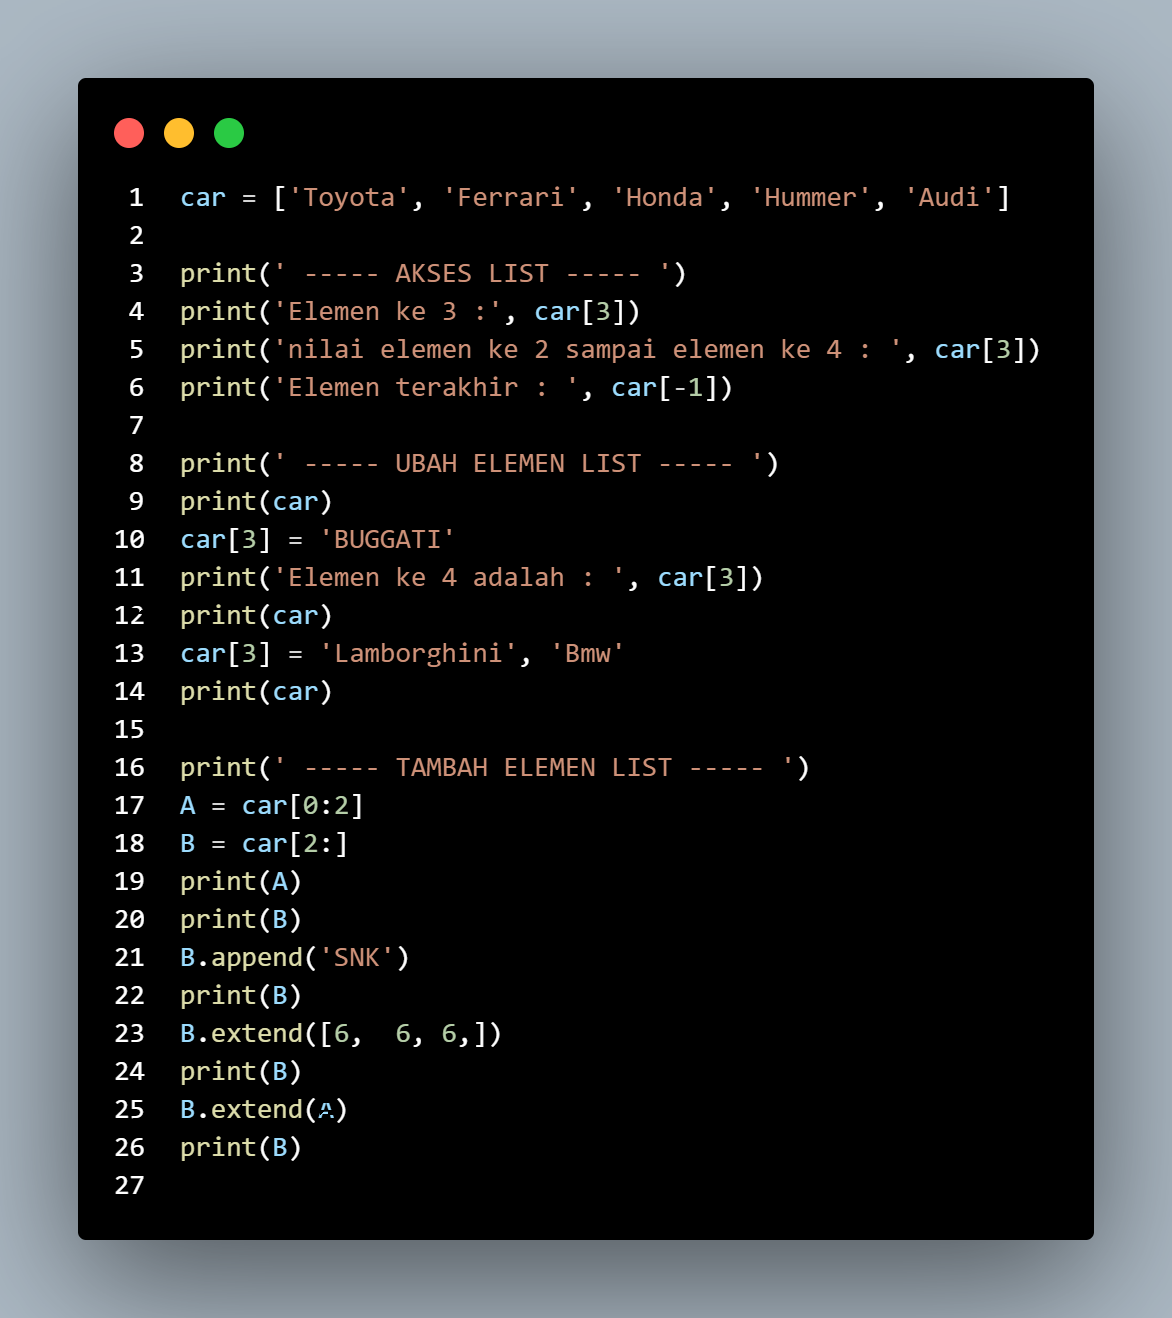 1 car = ['Toyota', 'Ferrari', 'Honda', 'Hummer', 'Audi']
2
3 print(' ----- AKSES LIST ----- ')
4 print('Elemen ke 3 :', car[3])
5 print('nilai elemen ke 2 sampai elemen ke 4 : ', car[3])
6 print('Elemen terakhir : ', car[-1])
7
8 print(' ----- UBAH ELEMEN LIST ----- ')
9 print(car)
10 car[3] = 'BUGGATI'
11 print('Elemen ke 4 adalah : ', car[3])
12 print(car)
13 car[3] = 'Lamborghini', 'Bmw'
14 print(car)
15
16 print(' ----- TAMBAH ELEMEN LIST ----- ')
17 A = car[0:2]
18 B = car[2:]
19 print(A)
20 print(B)
21 B.append('SNK')
22 print(B)
23 B.extend([6,  6, 6,])
24 print(B)
25 B.extend(A)
26 print(B)
27